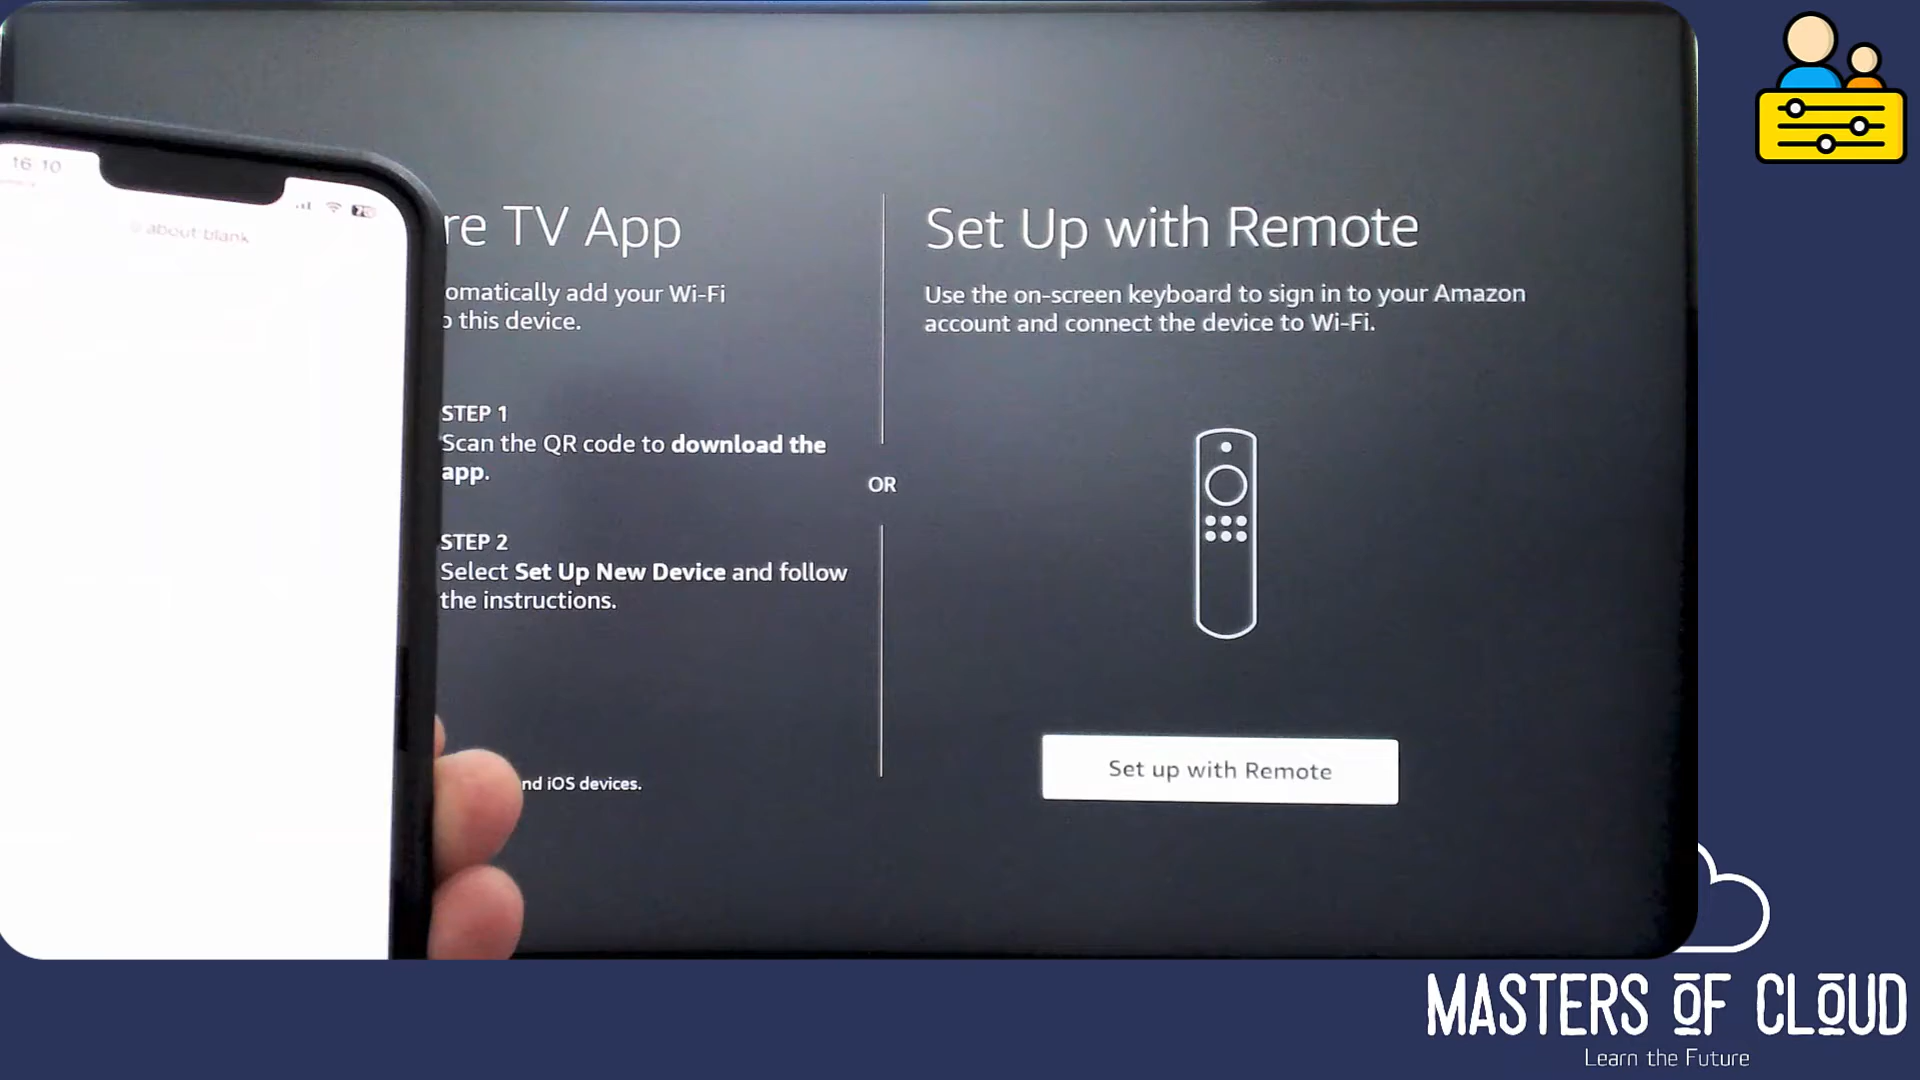 16:10
about:blank
re TV App
omatically add your Wi-Fi
o this device.
STEP 1
Scan the QR code to download the
app.
STEP 2
Select Set Up New Device and follow
the instructions.
nd iOS devices.
OR
Set Up with Remote
Use the on-screen keyboard to sign in to your Amazon
account and connect the device to Wi-Fi.
Set up with Remote
MASTERS OF CLOUD
Learn the Future